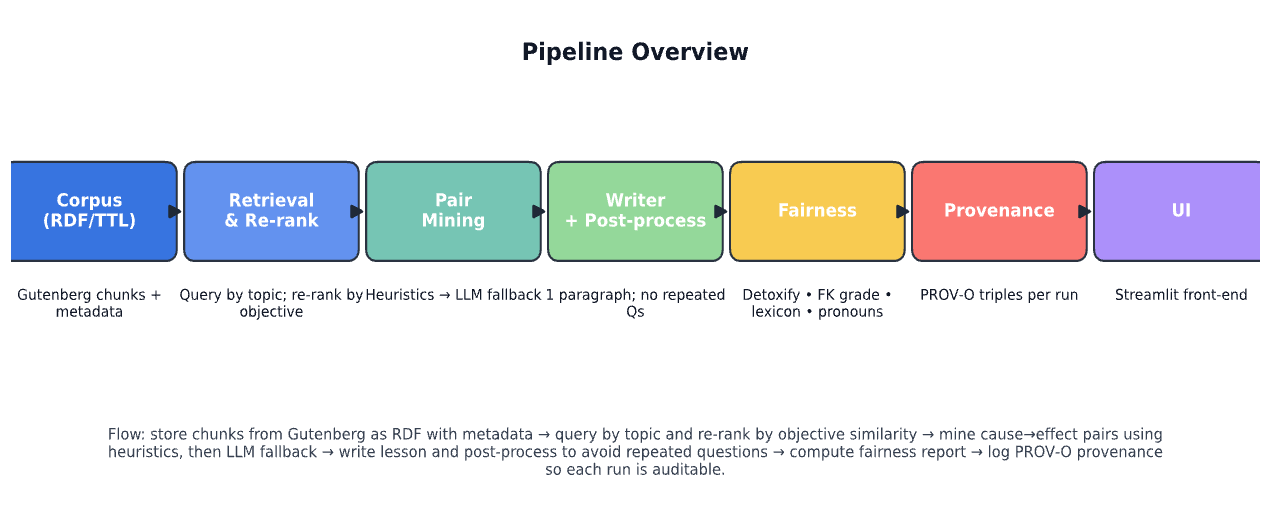 Pipeline Overview
Corpus
(RDF/TTL)
Retrieval
& Re-rank
Pair
Mining
Writer
+ Post-process
Fairness
Provenance
UI
Gutenberg chunks +
metadata
Query by topic; re-rank by
objective
Heuristics → LLM fallback
1 paragraph; no repeated
Qs
Detoxify • FK grade •
lexicon • pronouns
PROV-O triples per run
Streamlit front-end
Flow: store chunks from Gutenberg as RDF with metadata → query by topic and re-rank by objective similarity → mine cause→effect pairs using
heuristics, then LLM fallback → write lesson and post-process to avoid repeated questions → compute fairness report → log PROV-O provenance
so each run is auditable.